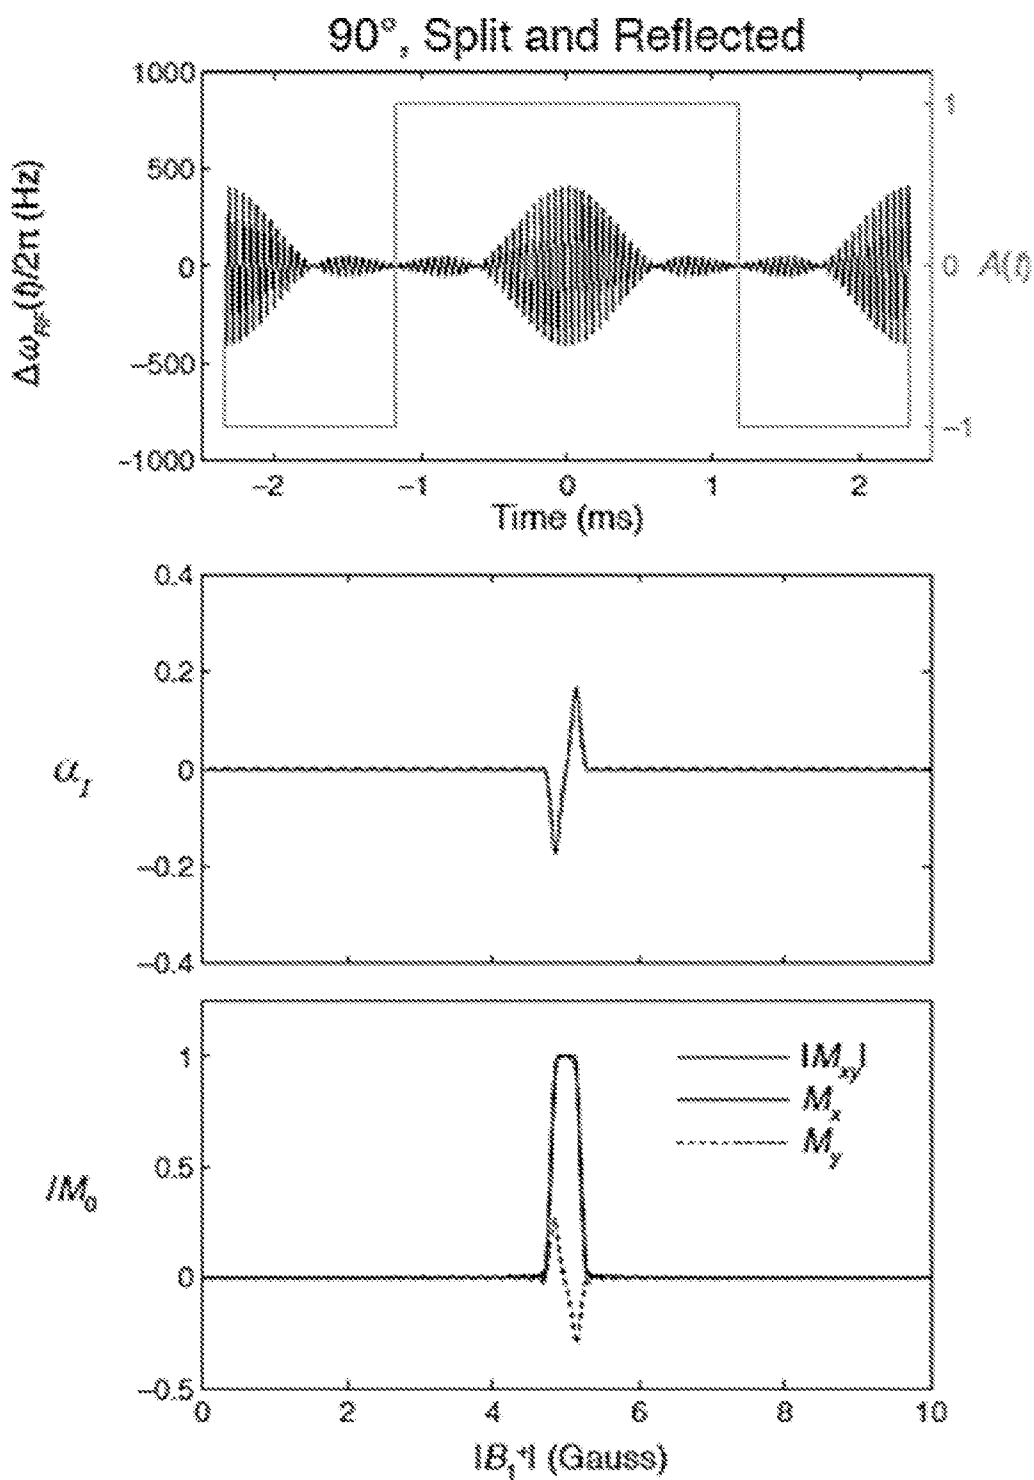 90°, Split and Reflected
1000
500
0
−500
−1000
Δω_RF(t)/2π (Hz)
1
0
−1
A(t)
−2
−1
0
1
2
Time (ms)
0.4
0.2
0
−0.2
−0.4
α_I
1
0.5
0
−0.5
/M_0
|M_xy|
M_x
M_y
0
2
4
6
8
10
|B_1^+| (Gauss)